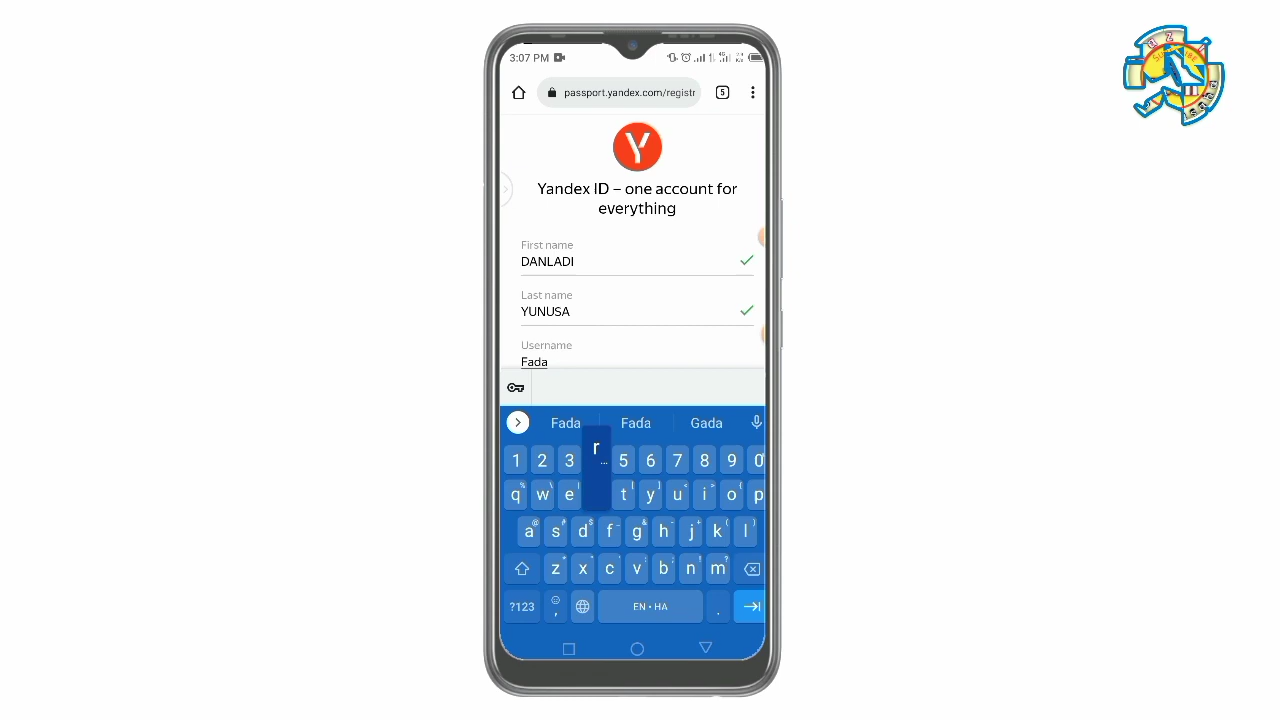 3:07 PM
passport.yandex.com/registr
5
Yandex ID – one account for
everything
First name
DANLADI
Last name
YUNUSA
Username
Fada
Fada Fada Gada
r
...
1 2 3 5 6 7 8 9 0
q w e t y u i o p
a s d f g h j k l
z x c v b n m
?123 , EN • HA .